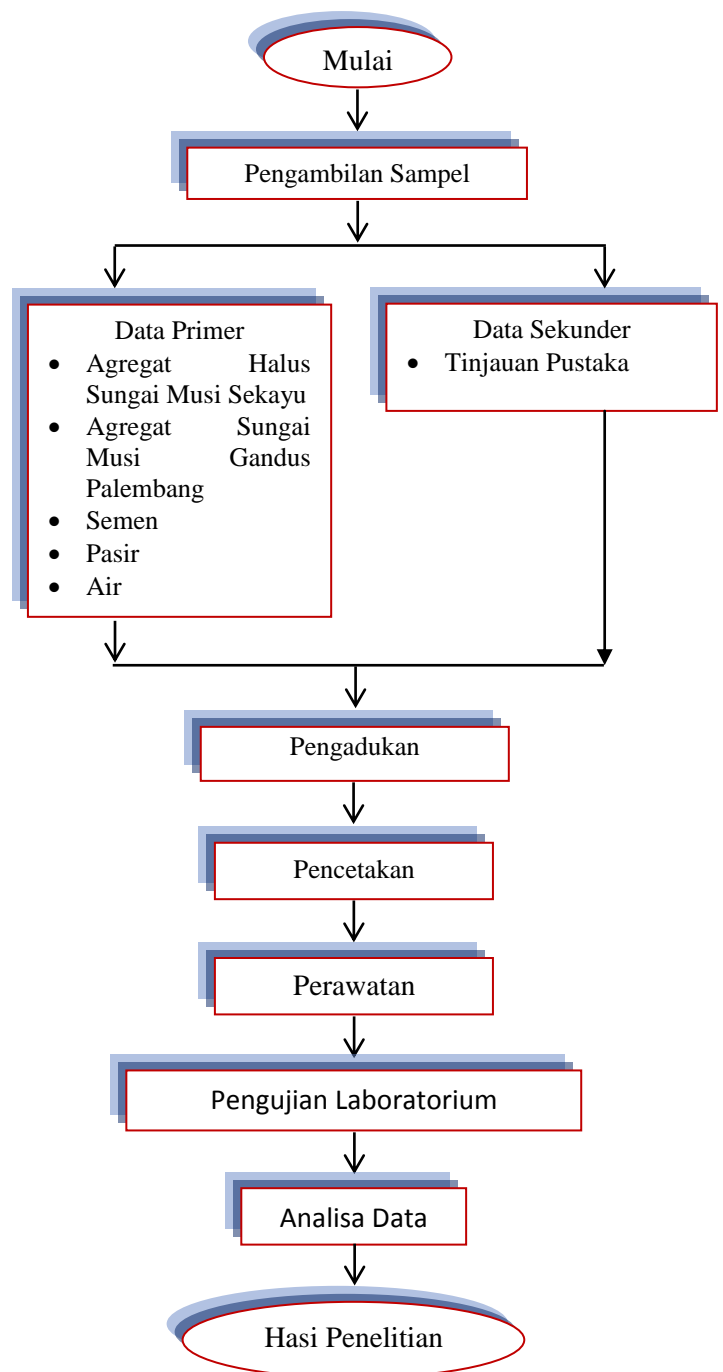 Mulai
Pengambilan Sampel
Data Primer
• Agregat Halus
Sungai Musi Sekayu
• Agregat Sungai
Musi Gandus
Palembang
• Semen
• Pasir
• Air
Data Sekunder
• Tinjauan Pustaka
Pengadukan
Pencetakan
Perawatan
Pengujian Laboratorium
Analisa Data
Hasi Penelitian